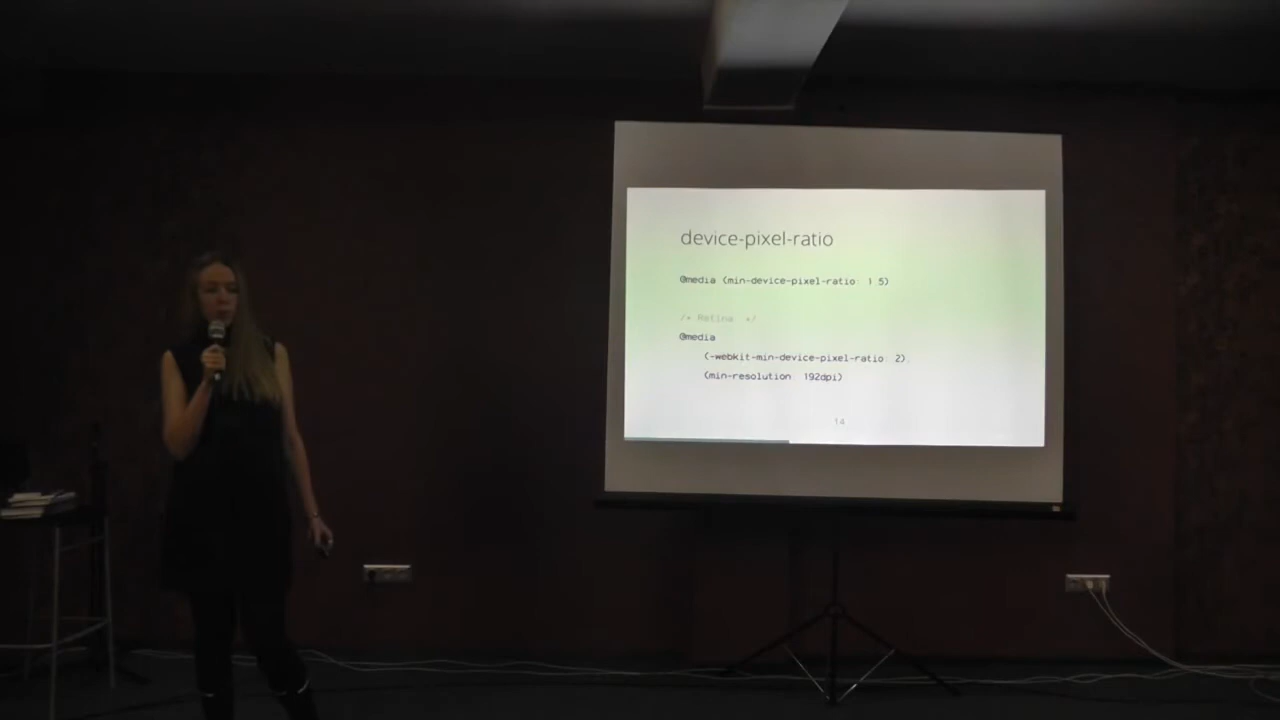 device-pixel-ratio
@media (min-device-pixel-ratio: 1.5)
/* Retina */
@media
(-webkit-min-device-pixel-ratio: 2)
(min-resolution: 192dpi)
14